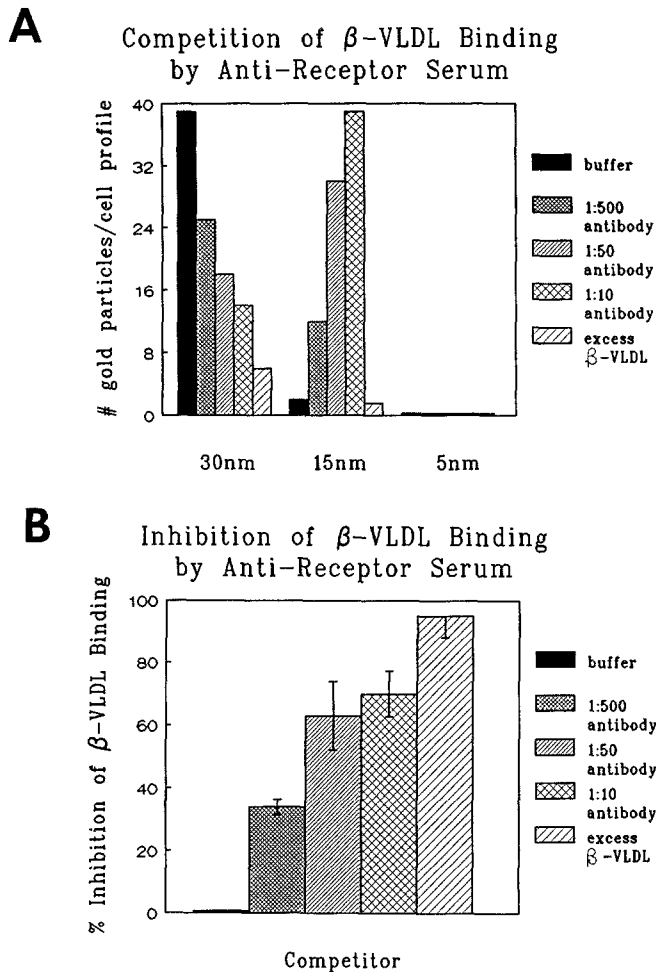 A
Competition of β-VLDL Binding
by Anti-Receptor Serum
# gold particles/cell profile
40
32
24
16
8
0
30nm 15nm 5nm
buffer
1:500
antibody
1:50
antibody
1:10
antibody
excess
β-VLDL
B
Inhibition of β-VLDL Binding
by Anti-Receptor Serum
% Inhibition of β-VLDL Binding
100
80
60
40
20
0
Competitor
buffer
1:500
antibody
1:50
antibody
1:10
antibody
excess
β-VLDL